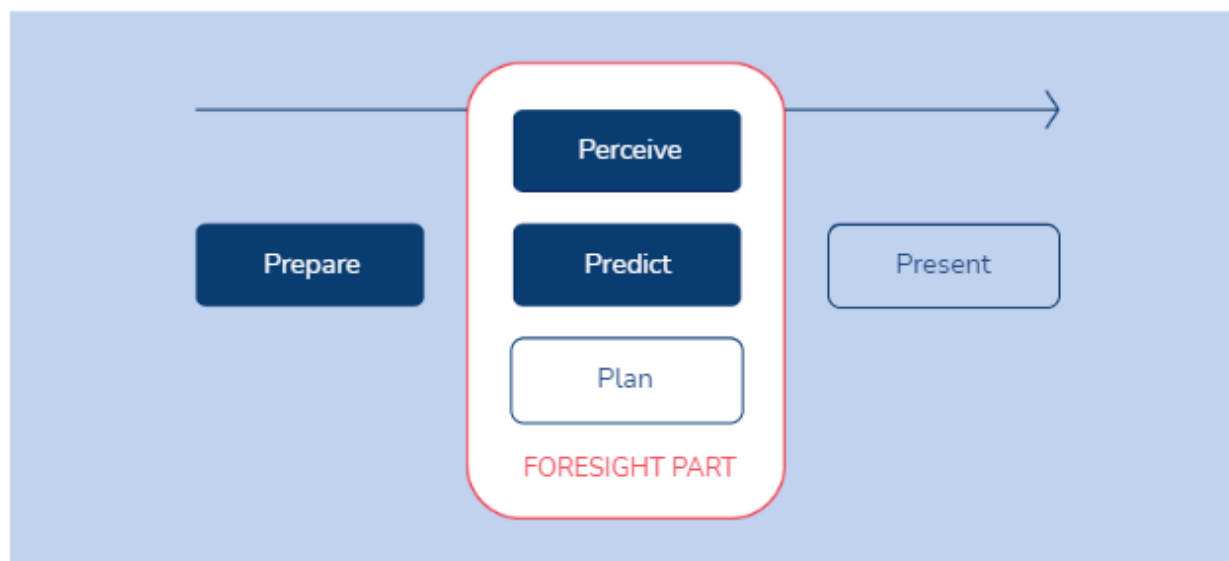 Perceive
Prepare
Predict
Present
Plan
FORESIGHT PART